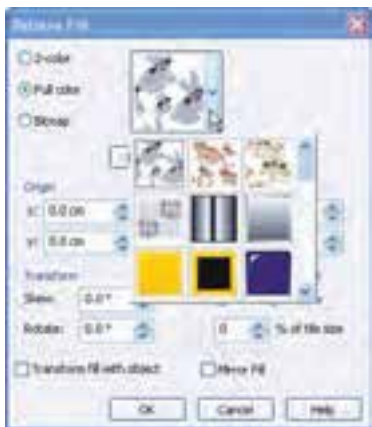 Pattern Fill
2-color
Full color
Bitmap
Origin
x: 0.0 cm
y: 0.0 cm
Transform
Skew: 0.0 °
Rotate: 0.0 ° 0 % of tile size
Transform fill with object Mirror Fill
OK Cancel Help